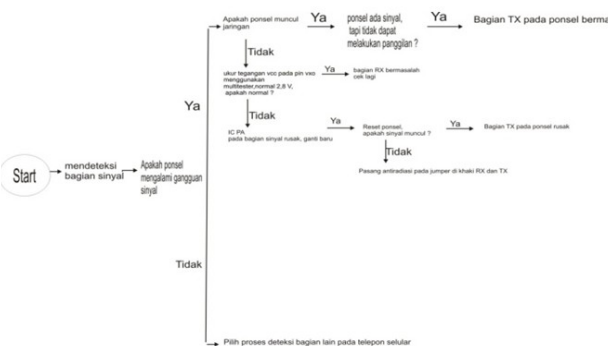 Apakah ponsel muncul
jaringan
Ya
ponsel ada sinyal,
tapi tidak dapat
melakukan panggilan ?
Ya
Bagian TX pada ponsel berma
Tidak
ukur tegangan vcc pada pin vxo
menggunakan
multitester,normal 2,8 V,
apakah normal ?
Ya
bagian RX bermasalah
cek lagi
Ya
Tidak
IC PA
pada bagian sinyal rusak, ganti baru
Ya
Reset ponsel,
apakah sinyal muncul ?
Ya
Bagian TX pada ponsel rusak
Tidak
Pasang antiradiasi pada jumper di khaki RX dan TX
Start
mendeteksi
bagian sinyal
Apakah ponsel
mengalami gangguan
sinyal
Tidak
Pilih proses deteksi bagian lain pada telepon selular